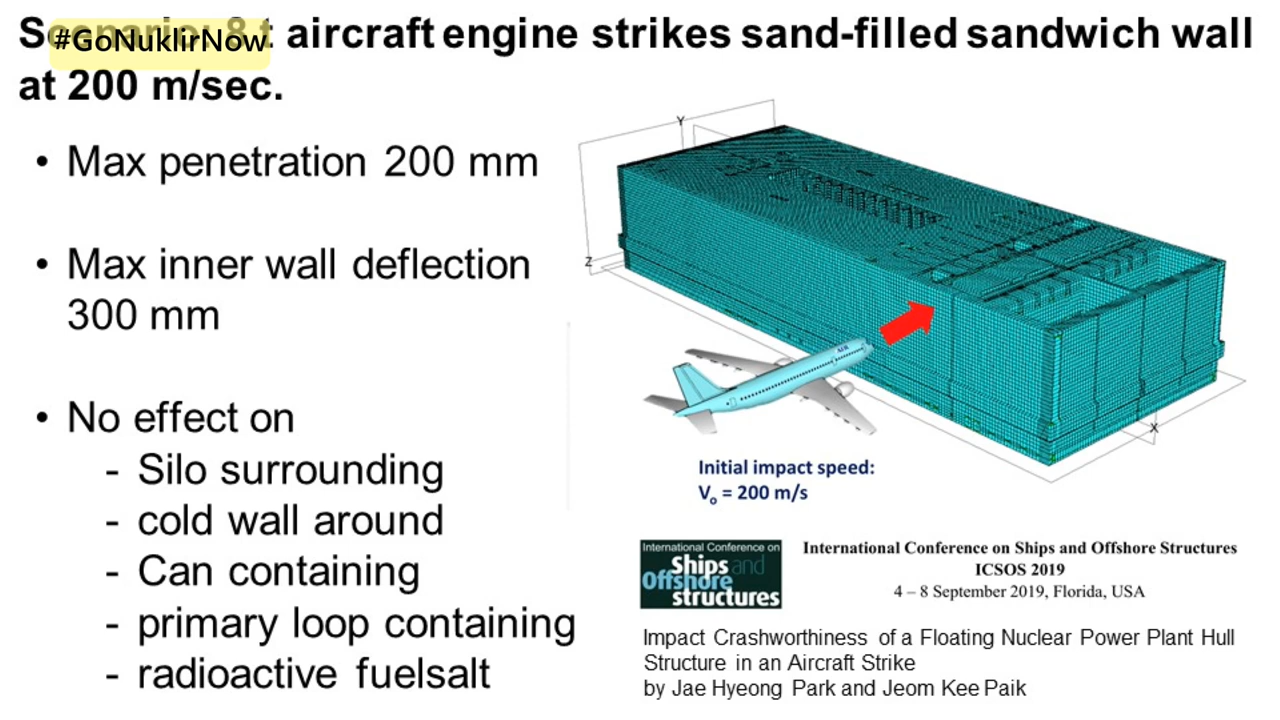 Scenario: 8 t aircraft engine strikes sand-filled sandwich wall
#GoNuklirNow
at 200 m/sec.
• Max penetration 200 mm
• Max inner wall deflection
300 mm
• No effect on
- Silo surrounding
- cold wall around
- Can containing
- primary loop containing
- radioactive fuelsalt
Y
Z
X
AIR
Initial impact speed:
Vo = 200 m/s
International Conference on
Ships and
Offshore
structures
International Conference on Ships and Offshore Structures
ICSOS 2019
4 – 8 September 2019, Florida, USA
Impact Crashworthiness of a Floating Nuclear Power Plant Hull
Structure in an Aircraft Strike
by Jae Hyeong Park and Jeom Kee Paik